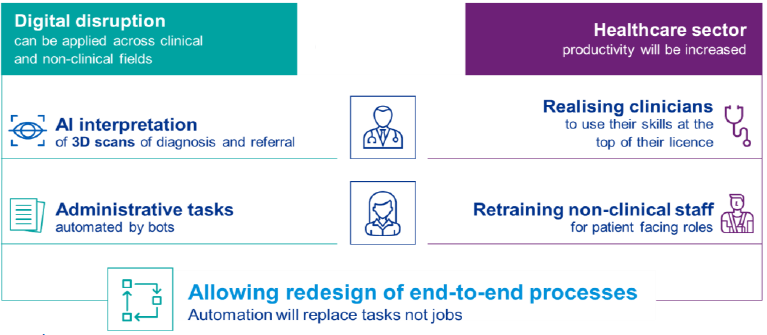 Digital disruption
can be applied across clinical
and non-clinical fields
Healthcare sector
productivity will be increased
AI interpretation
of 3D scans of diagnosis and referral
Realising clinicians
to use their skills at the
top of their licence
Administrative tasks
automated by bots
Retraining non-clinical staff
for patient facing roles
Allowing redesign of end-to-end processes
Automation will replace tasks not jobs